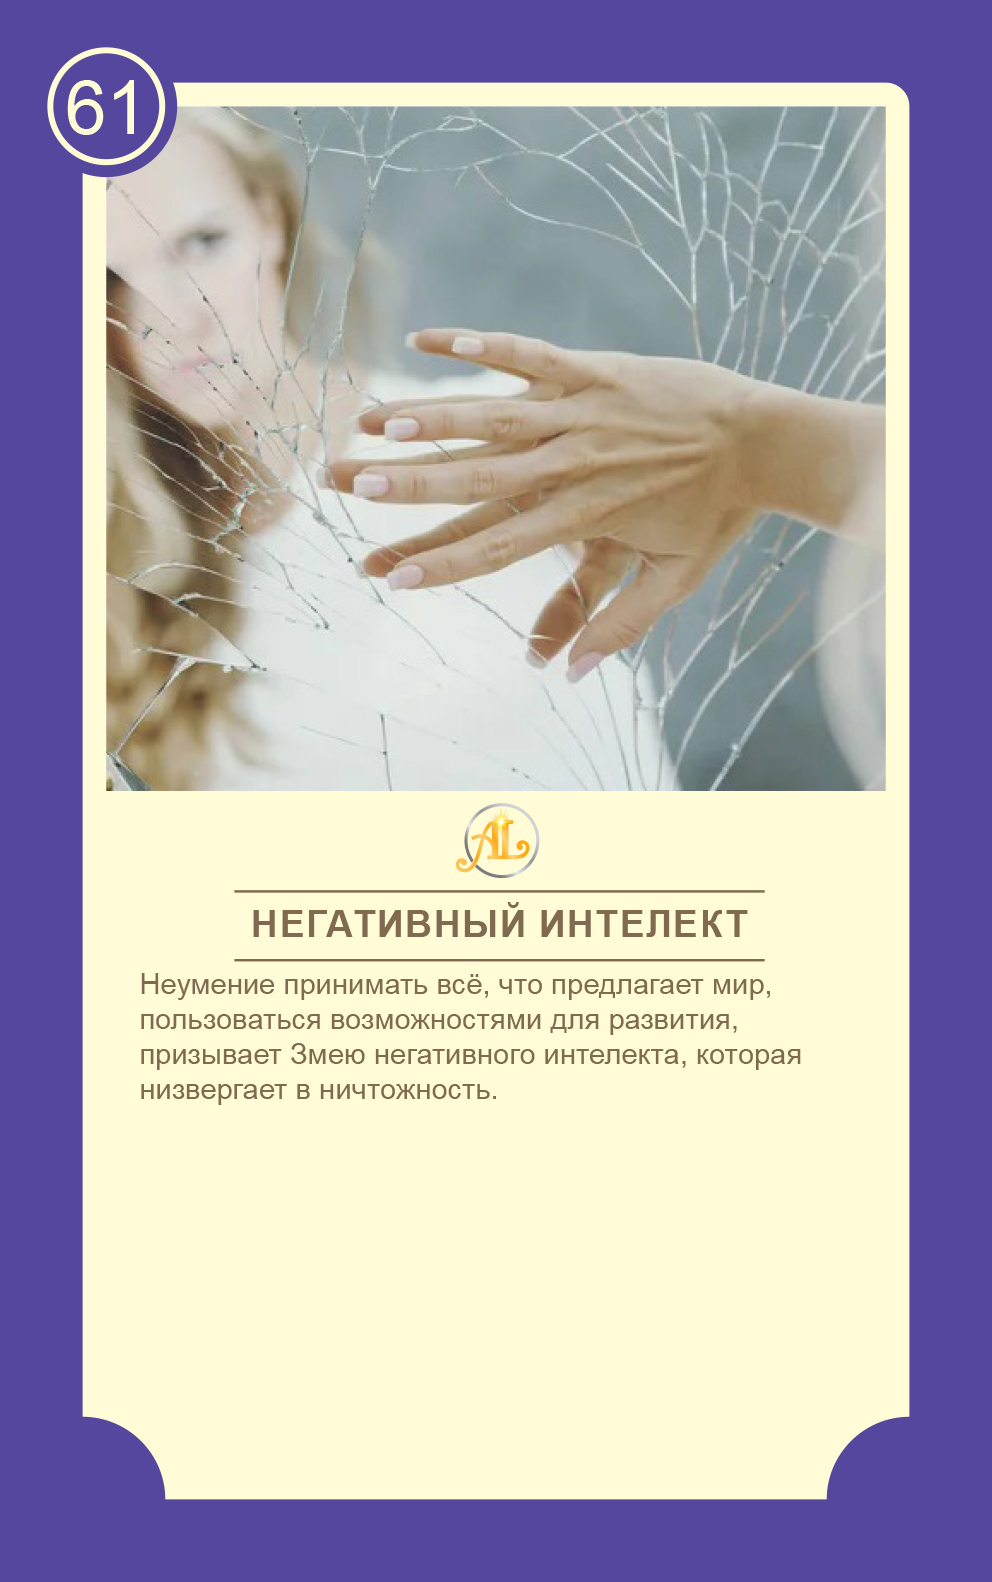 61
AL
НЕГАТИВНЫЙ ИНТЕЛЕКТ
Неумение принимать всё, что предлагает мир,
пользоваться возможностями для развития,
призывает Змею негативного интелекта, которая
низвергает в ничтожность.